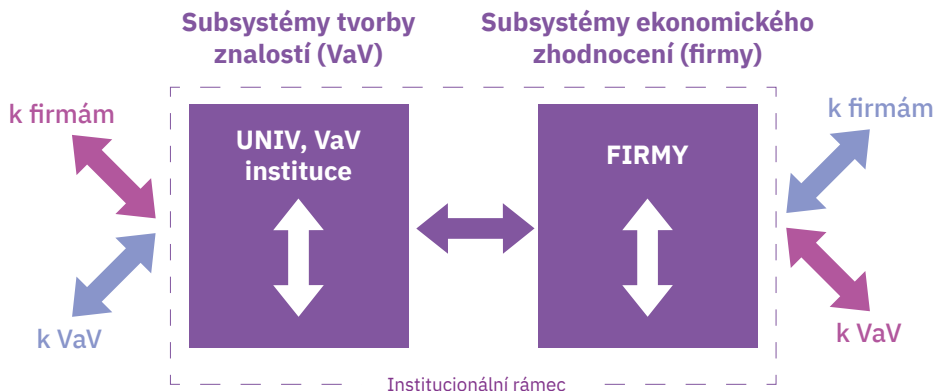 Subsystémy tvorby
znalostí (VaV)
Subsystémy ekonomického
zhodnocení (firmy)
k firmám
k firmám
UNIV, VaV
instituce
FIRMY
k VaV
k VaV
Institucionální rámec